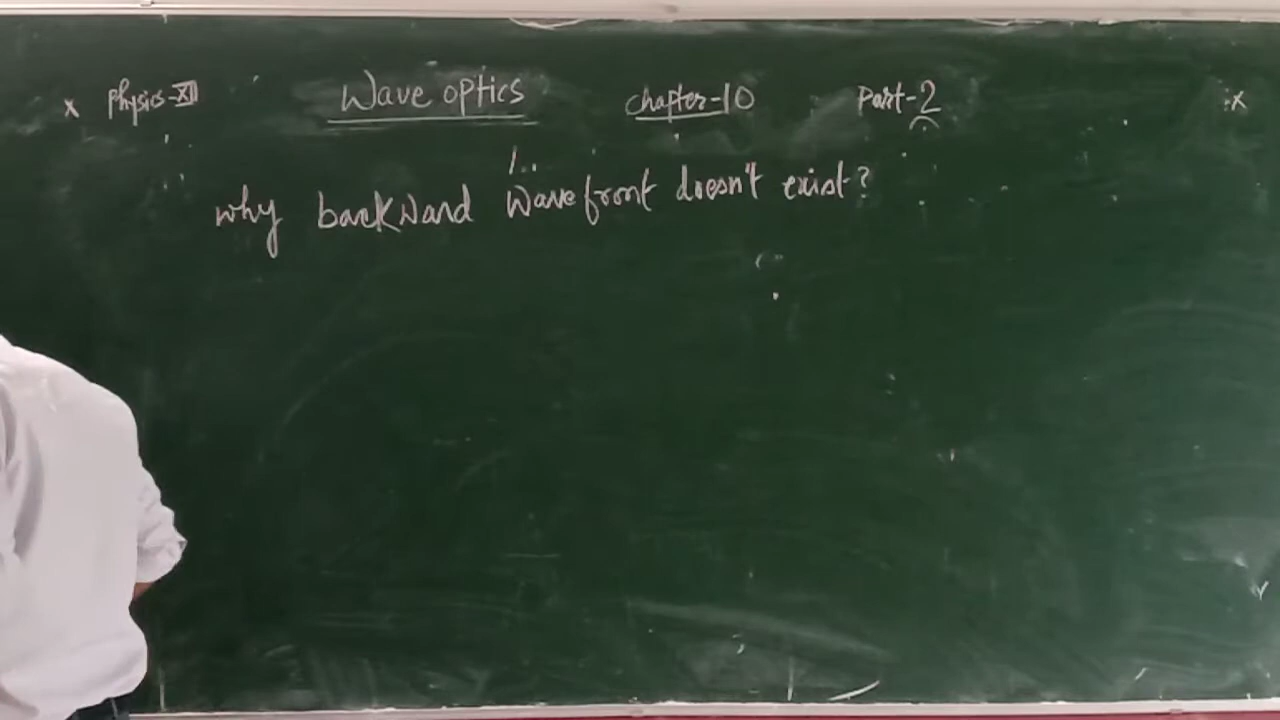 x Physics-XII Wave optics chapter-10 Part-2 x
why backward wavefront doesn't exist?